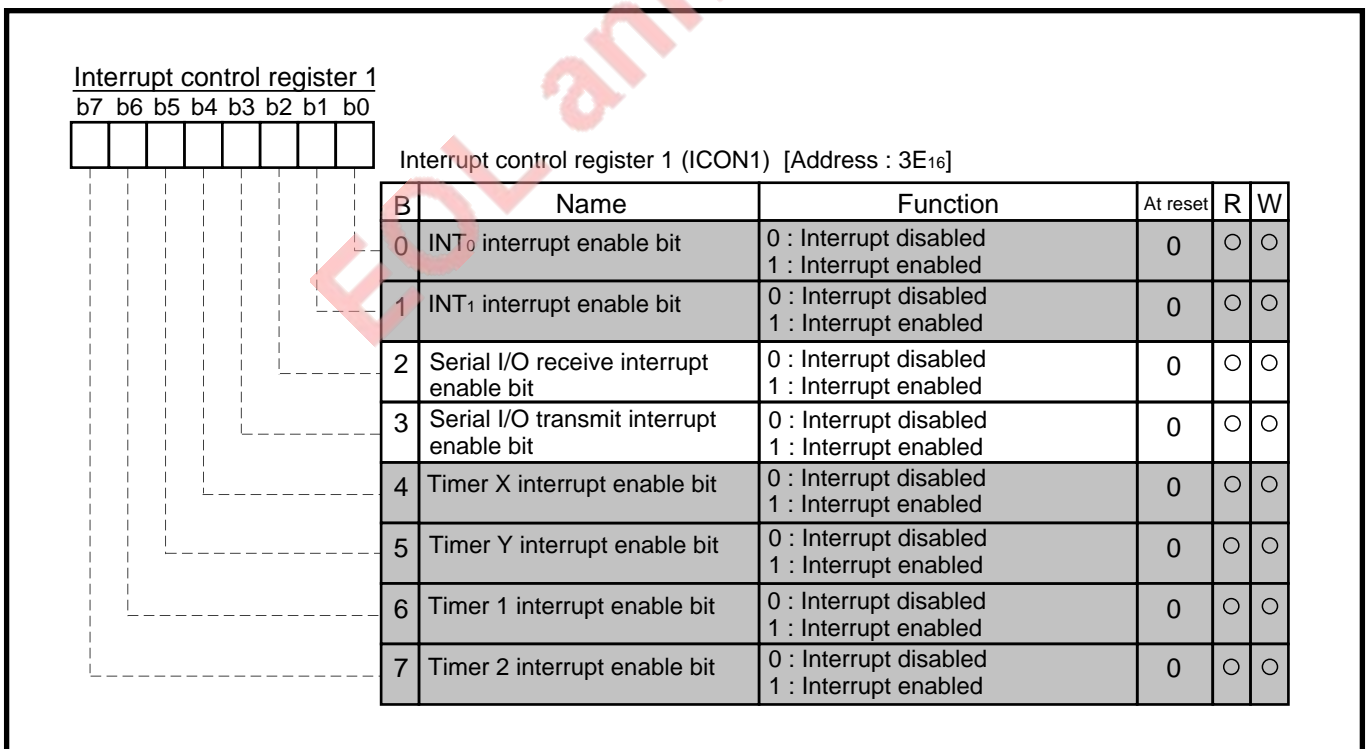 Interrupt control register 1
b7 b6 b5 b4 b3 b2 b1 b0
Interrupt control register 1 (ICON1) [Address : 3E16]
B Name Function At reset R W
0 INT0 interrupt enable bit 0 : Interrupt disabled 0 ○ ○
1 : Interrupt enabled
1 INT1 interrupt enable bit 0 : Interrupt disabled 0 ○ ○
1 : Interrupt enabled
2 Serial I/O receive interrupt 0 : Interrupt disabled 0 ○ ○
enable bit 1 : Interrupt enabled
3 Serial I/O transmit interrupt 0 : Interrupt disabled 0 ○ ○
enable bit 1 : Interrupt enabled
4 Timer X interrupt enable bit 0 : Interrupt disabled 0 ○ ○
1 : Interrupt enabled
5 Timer Y interrupt enable bit 0 : Interrupt disabled 0 ○ ○
1 : Interrupt enabled
6 Timer 1 interrupt enable bit 0 : Interrupt disabled 0 ○ ○
1 : Interrupt enabled
7 Timer 2 interrupt enable bit 0 : Interrupt disabled 0 ○ ○
1 : Interrupt enabled
EOL